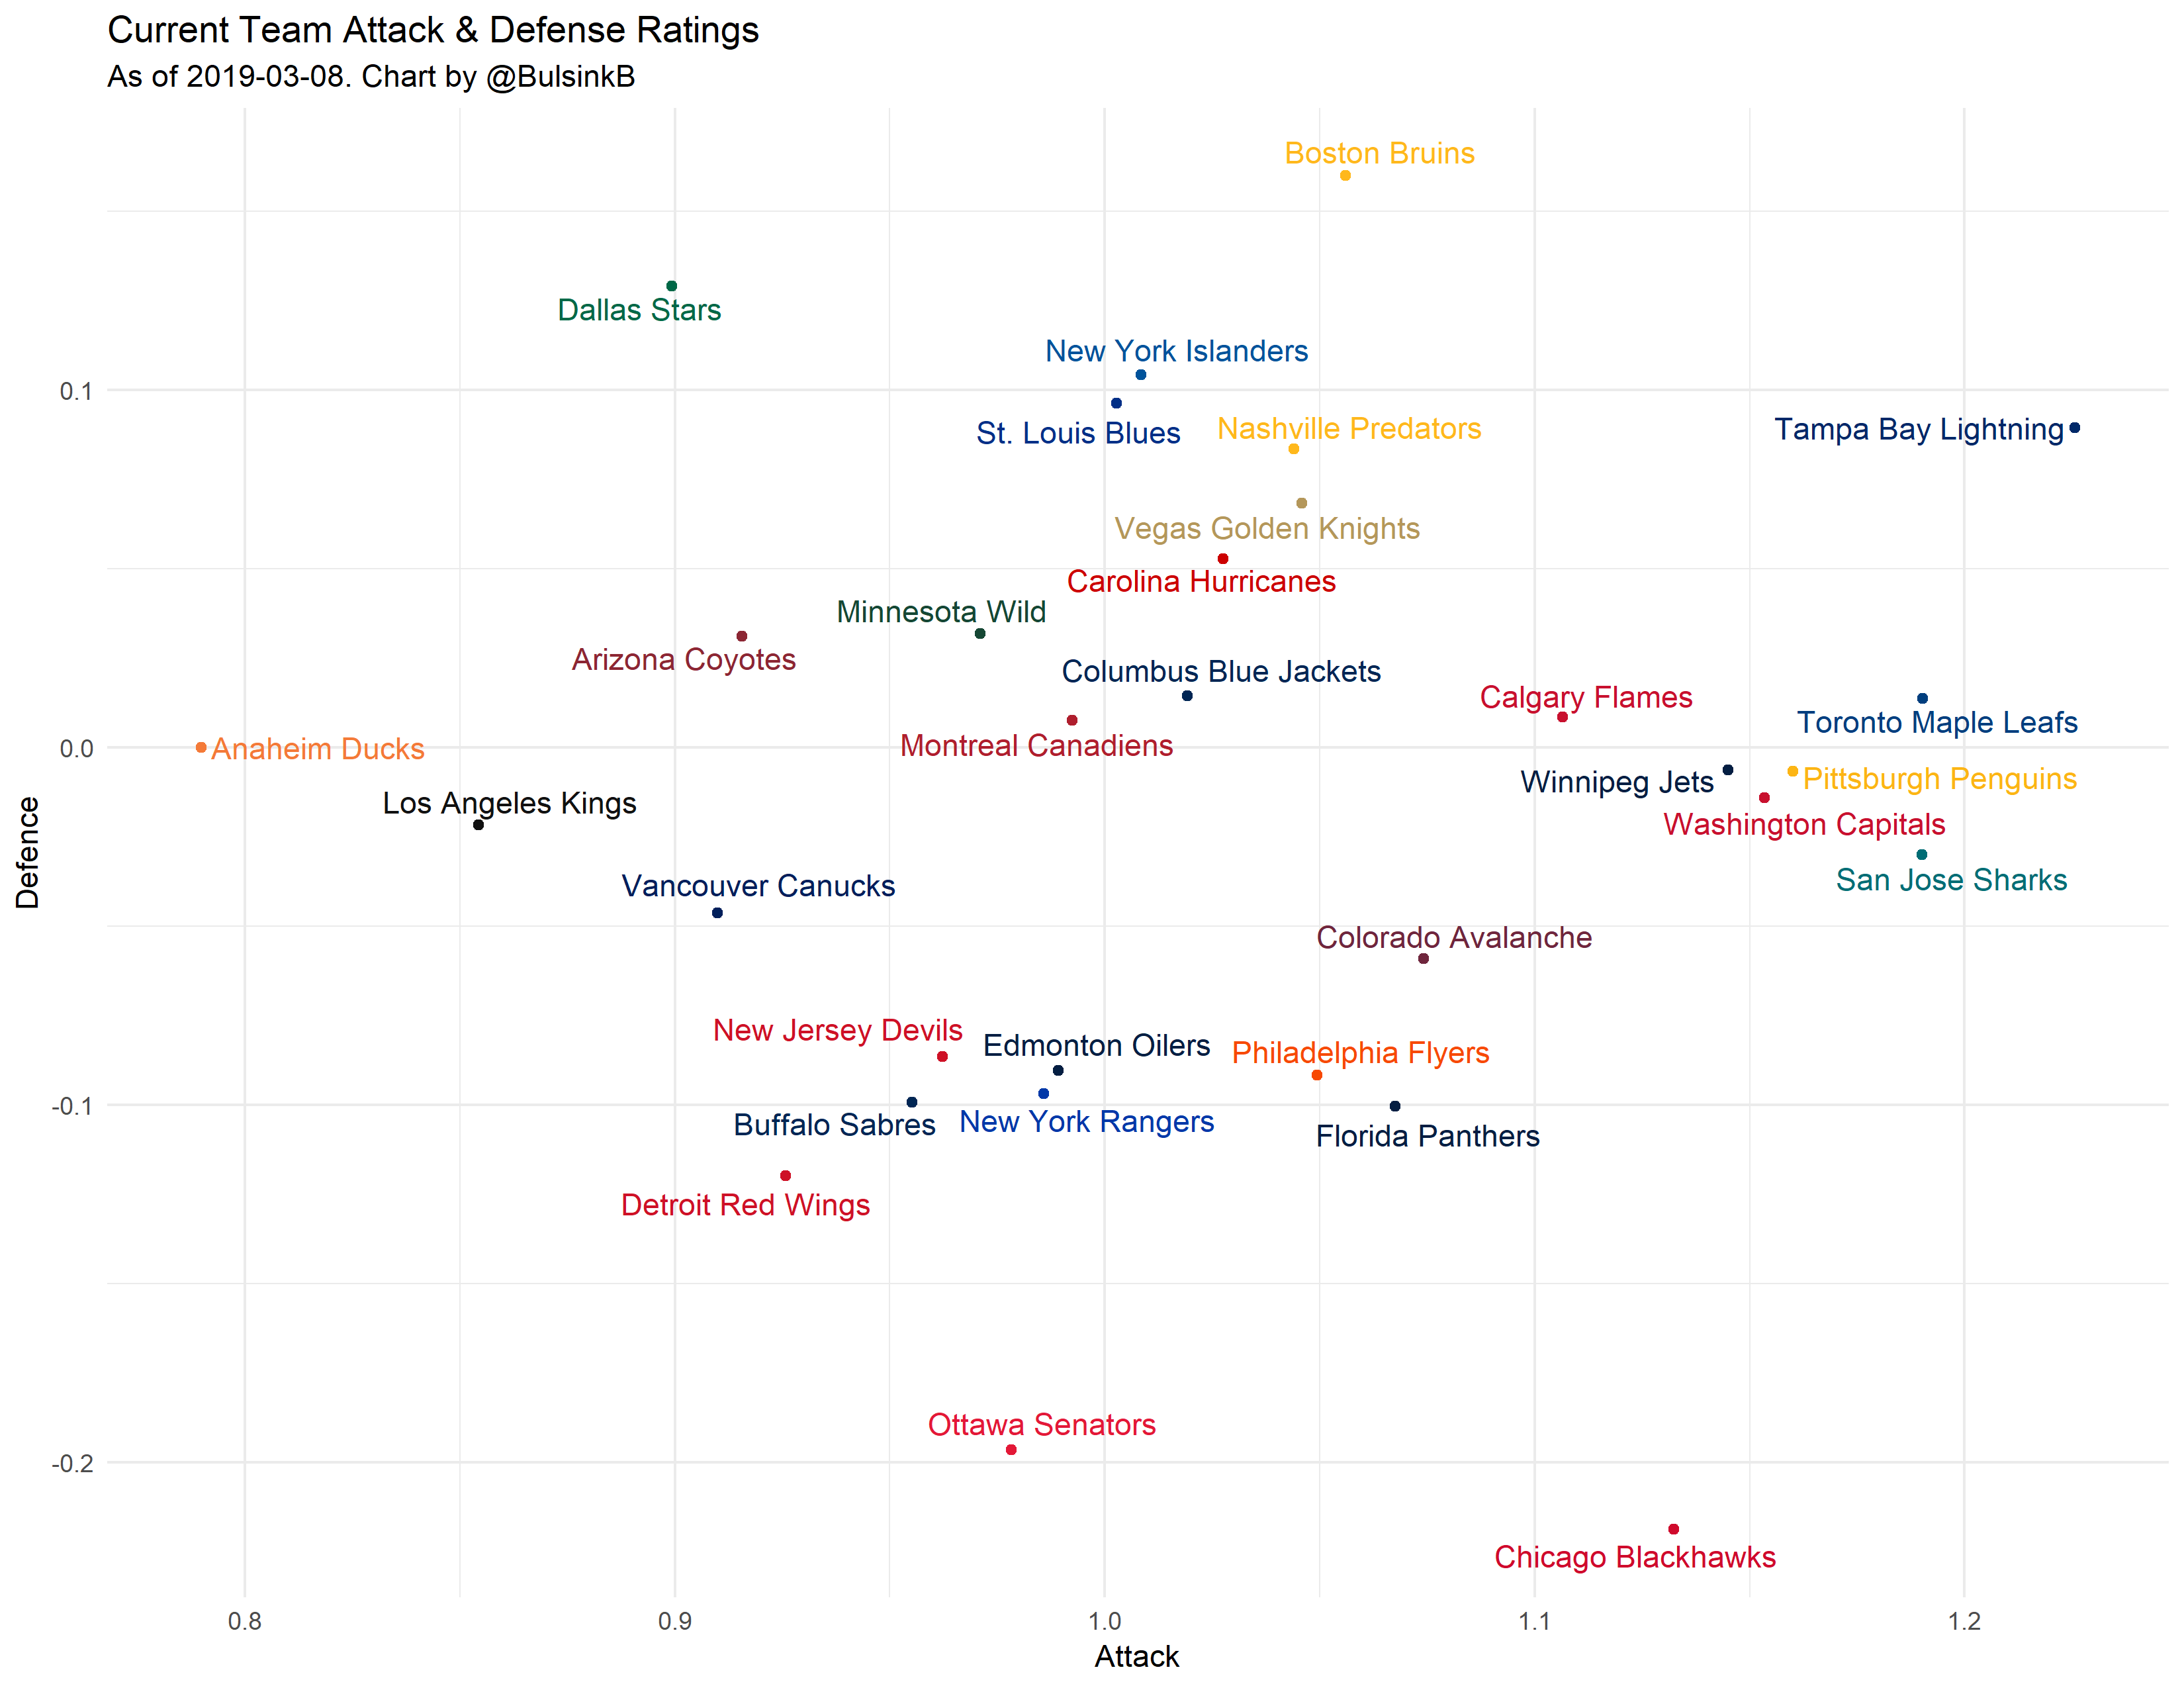 Current Team Attack & Defense Ratings
As of 2019-03-08. Chart by @BulsinkB
Boston Bruins
Dallas Stars
New York Islanders
0.1
St. Louis Blues
Nashville Predators
Tampa Bay Lightning
Vegas Golden Knights
Carolina Hurricanes
Minnesota Wild
Arizona Coyotes
Columbus Blue Jackets
Calgary Flames
Toronto Maple Leafs
Montreal Canadiens
0.0
Anaheim Ducks
Winnipeg Jets
Pittsburgh Penguins
Los Angeles Kings
Washington Capitals
Defence
San Jose Sharks
Vancouver Canucks
Colorado Avalanche
New Jersey Devils
Edmonton Oilers
Philadelphia Flyers
-0.1
Buffalo Sabres
New York Rangers
Florida Panthers
Detroit Red Wings
Ottawa Senators
-0.2
Chicago Blackhawks
0.8
0.9
1.0
1.1
1.2
Attack